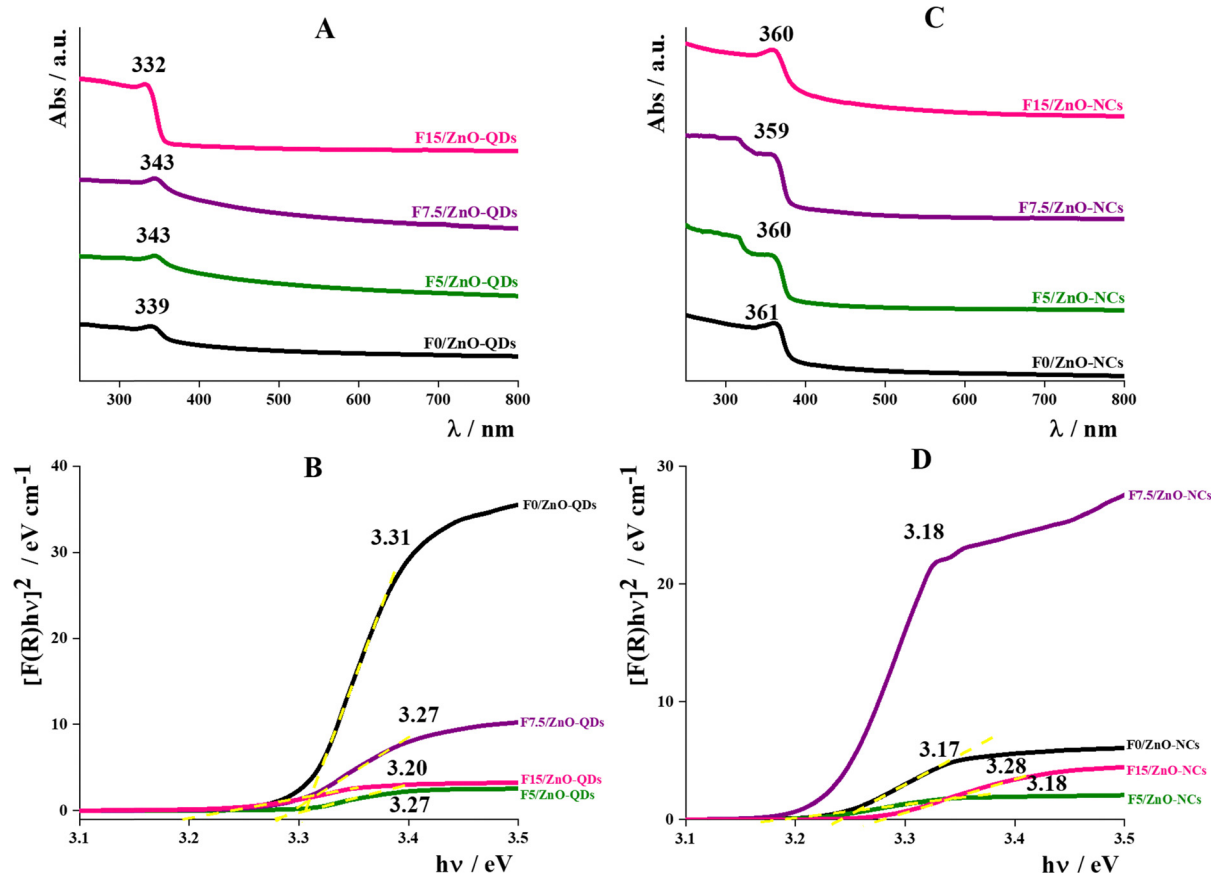 A
Abs / a.u.
332
F15/ZnO-QDs
343
F7.5/ZnO-QDs
343
F5/ZnO-QDs
339
F0/ZnO-QDs
300 400 500 600 700 800
λ / nm
C
Abs / a.u.
360
F15/ZnO-NCs
359
F7.5/ZnO-NCs
360
F5/ZnO-NCs
361
F0/ZnO-NCs
300 400 500 600 700 800
λ / nm
B
[F(R)hν]² / eV cm⁻¹
40
30
20
10
0
F0/ZnO-QDs
3.31
3.27
F7.5/ZnO-QDs
3.20
F15/ZnO-QDs
3.27
F5/ZnO-QDs
3.1 3.2 3.3 3.4 3.5
hν / eV
D
[F(R)hν]² / eV cm⁻¹
30
20
10
0
F7.5/ZnO-NCs
3.18
3.17
F0/ZnO-NCs
3.28
F15/ZnO-NCs
3.18
F5/ZnO-NCs
3.1 3.2 3.3 3.4 3.5
hν / eV